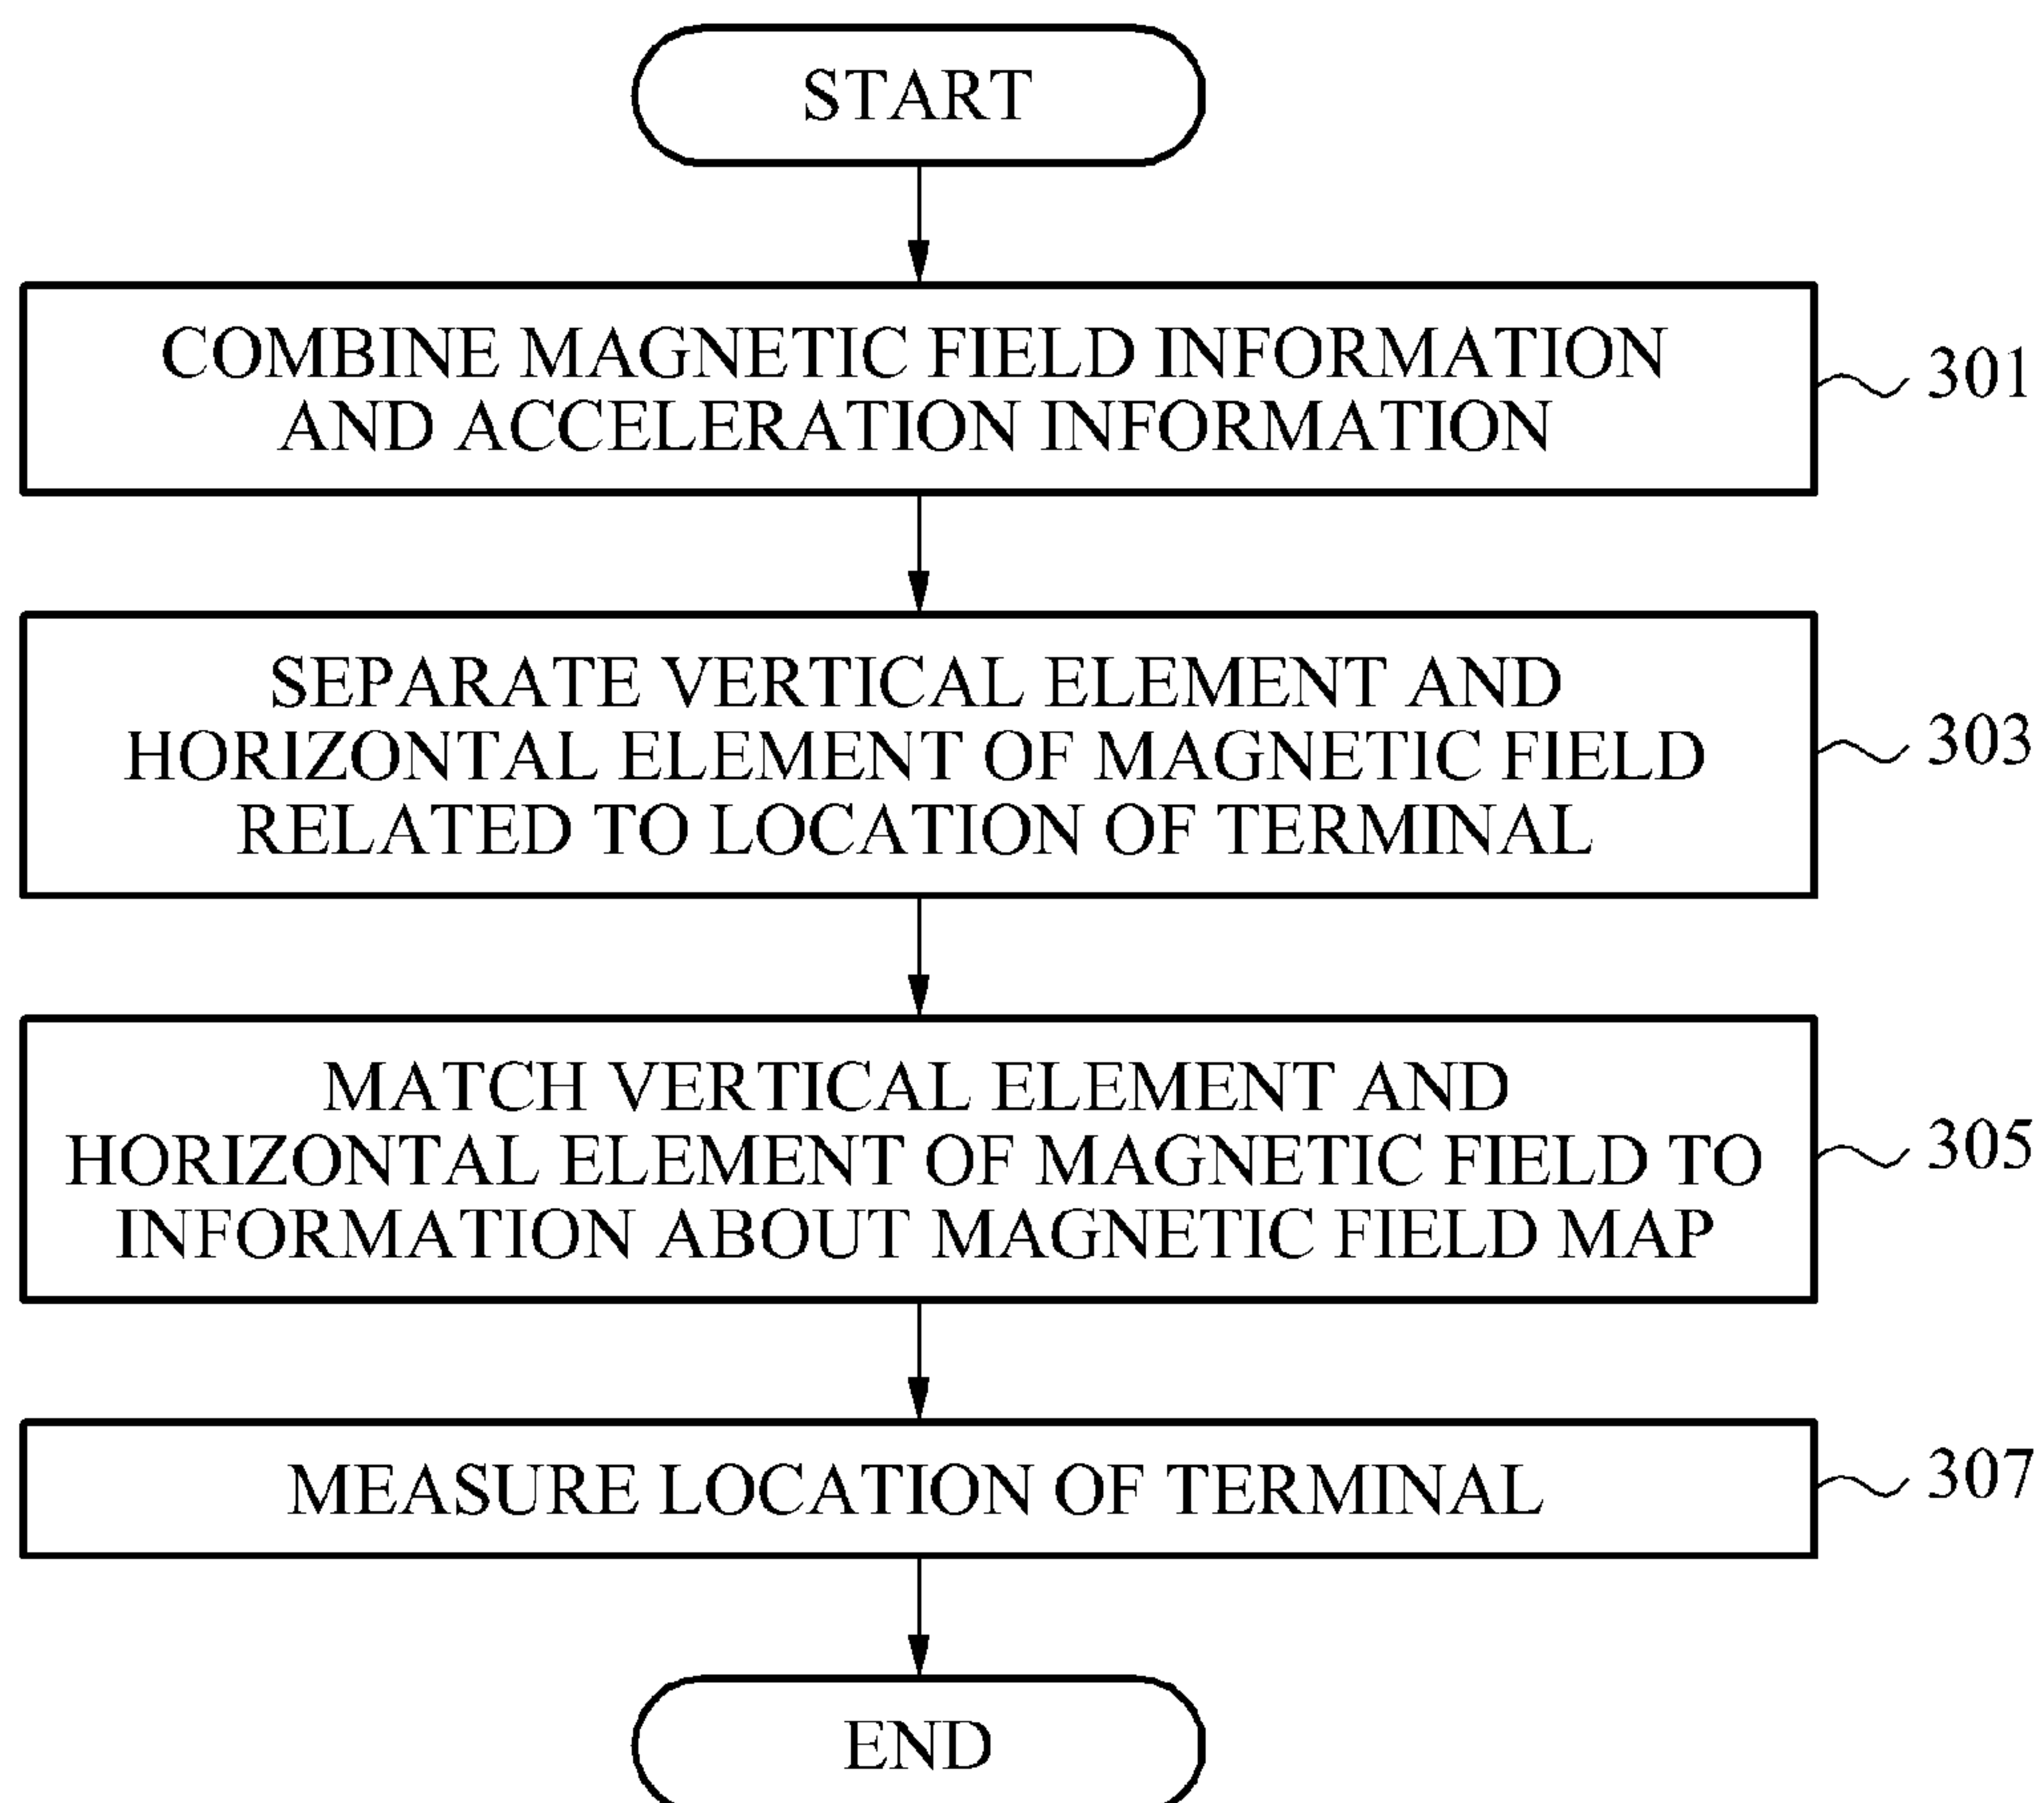 START
COMBINE MAGNETIC FIELD INFORMATION
AND ACCELERATION INFORMATION
301
SEPARATE VERTICAL ELEMENT AND
HORIZONTAL ELEMENT OF MAGNETIC FIELD
RELATED TO LOCATION OF TERMINAL
303
MATCH VERTICAL ELEMENT AND
HORIZONTAL ELEMENT OF MAGNETIC FIELD TO
INFORMATION ABOUT MAGNETIC FIELD MAP
305
MEASURE LOCATION OF TERMINAL
307
END